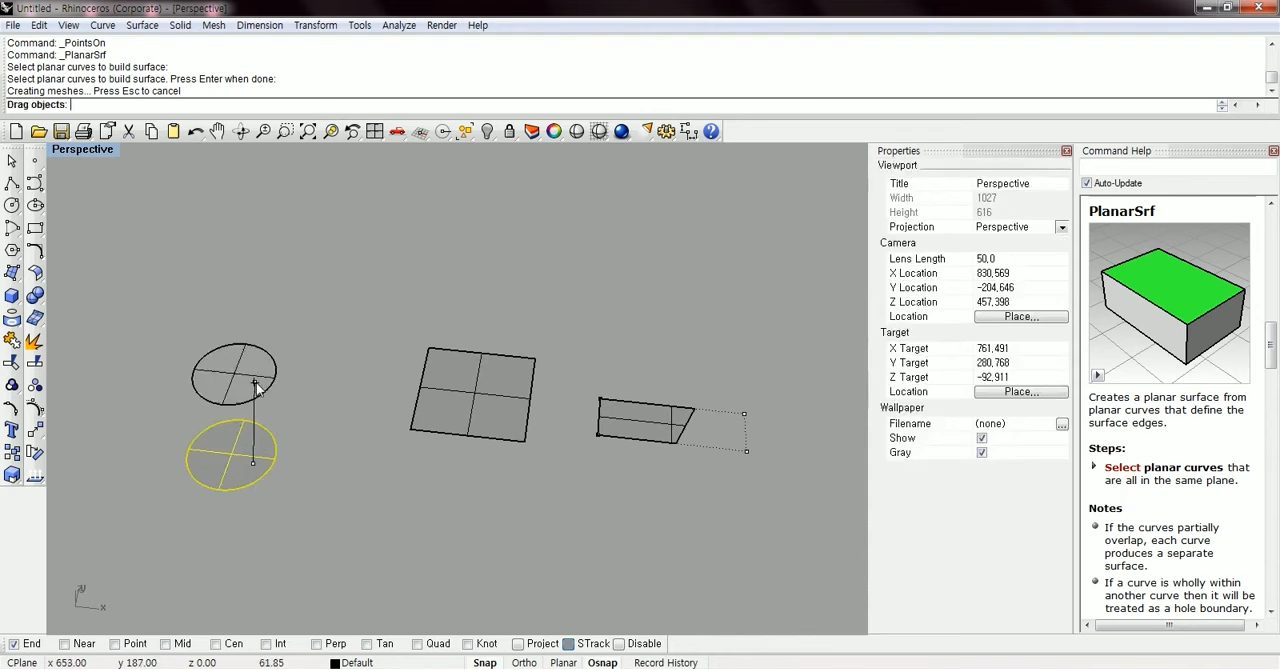 Untitled - Rhinoceros (Corporate) - [Perspective]
File Edit View Curve Surface Solid Mesh Dimension Transform Tools Analyze Render Help
Command: _PointsOn
Command: _PlanarSrf
Select planar curves to build surface:
Select planar curves to build surface. Press Enter when done:
Creating meshes... Press Esc to cancel
Drag objects:
Perspective
Properties
Viewport
Title Perspective
Width 1027
Height 616
Projection Perspective
Camera
Lens Length 50,0
X Location 830,569
Y Location -204,646
Z Location 457,398
Location Place...
Target
X Target 761,491
Y Target 280,768
Z Target -92,911
Location Place...
Wallpaper
Filename (none)
Show
Gray
Command Help
Auto-Update
PlanarSrf
Creates a planar surface from
planar curves that define the
surface edges.
Steps:
Select planar curves that
are all in the same plane.
Notes
If the curves partially
overlap, each curve
produces a separate
surface.
If a curve is wholly within
another curve then it will be
treated as a hole boundary.
x
End Near Point Mid Cen Int Perp Tan Quad Knot Project STrack Disable
CPlane x 653.00 y 187.00 z 0.00 61.85 Default Snap Ortho Planar Osnap Record History